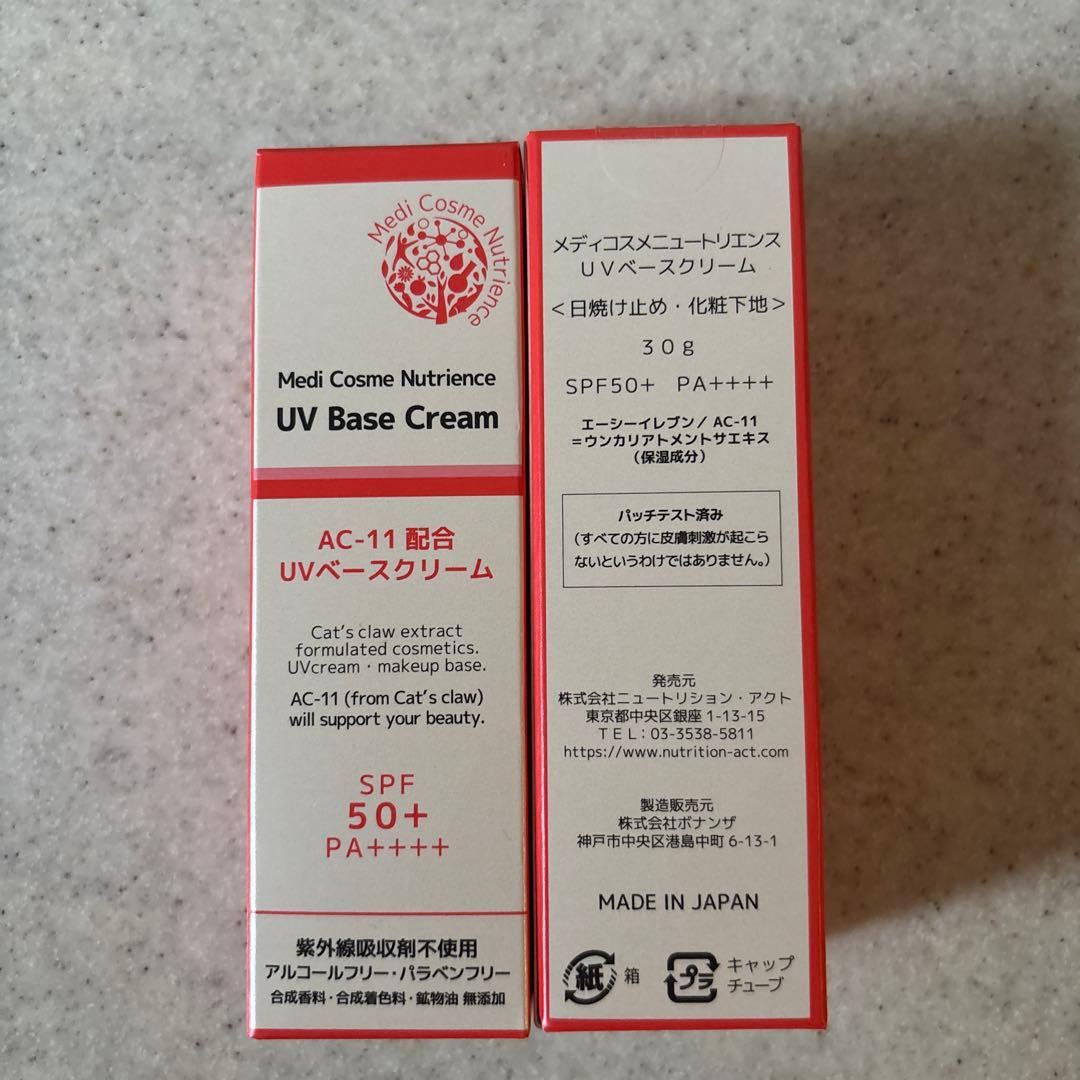 Medi Cosme Nutrience
Medi Cosme Nutrience
UV Base Cream
AC-11 配合
UVベースクリーム
Cat's claw extract
formulated cosmetics.
UVcream・makeup base.
AC-11 (from Cat's claw)
will support your beauty.
SPF
50+
PA++++
紫外線吸収剤不使用
アルコールフリー・パラベンフリー
合成香料・合成着色料・鉱物油 無添加
メディコスメニュートリエンス
UVベースクリーム
<日焼け止め・化粧下地>
30g
SPF50+ PA++++
エーシーイレブン/ AC-11
=ウンカリアトメントサエキス
(保湿成分)
パッチテスト済み
(すべての方に皮膚刺激が起こら
ないというわけではありません。)
発売元
株式会社ニュートリション・アクト
東京都中央区銀座 1-13-15
TEL:03-3538-5811
https://www.nutrition-act.com
製造販売元
株式会社ボナンザ
神戸市中央区港島中町 6-13-1
MADE IN JAPAN
紙 箱
プラ キャップ
チューブ